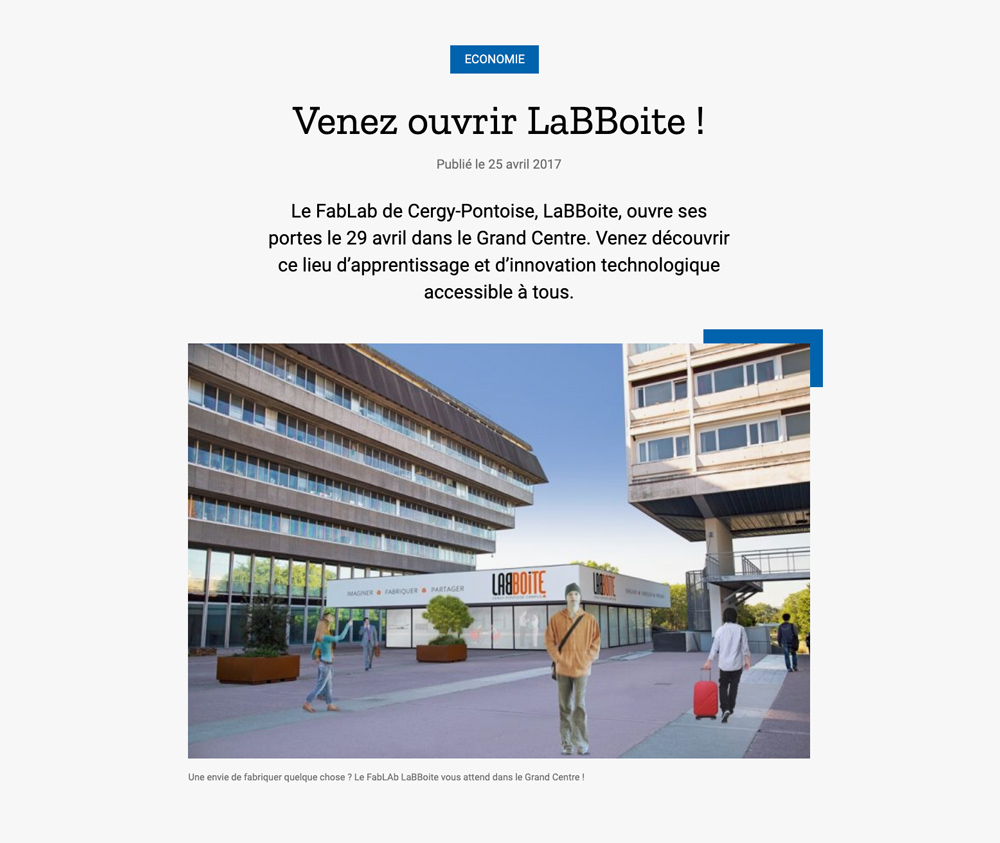 ECONOMIE
Venez ouvrir LaBBoite !
Publié le 25 avril 2017
Le FabLab de Cergy-Pontoise, LaBBoite, ouvre ses
portes le 29 avril dans le Grand Centre. Venez découvrir
ce lieu d’apprentissage et d’innovation technologique
accessible à tous.
IMAGINER FABRIQUER PARTAGER LABBOITE LABBOITE
Une envie de fabriquer quelque chose ? Le FabLAb LaBBoite vous attend dans le Grand Centre !